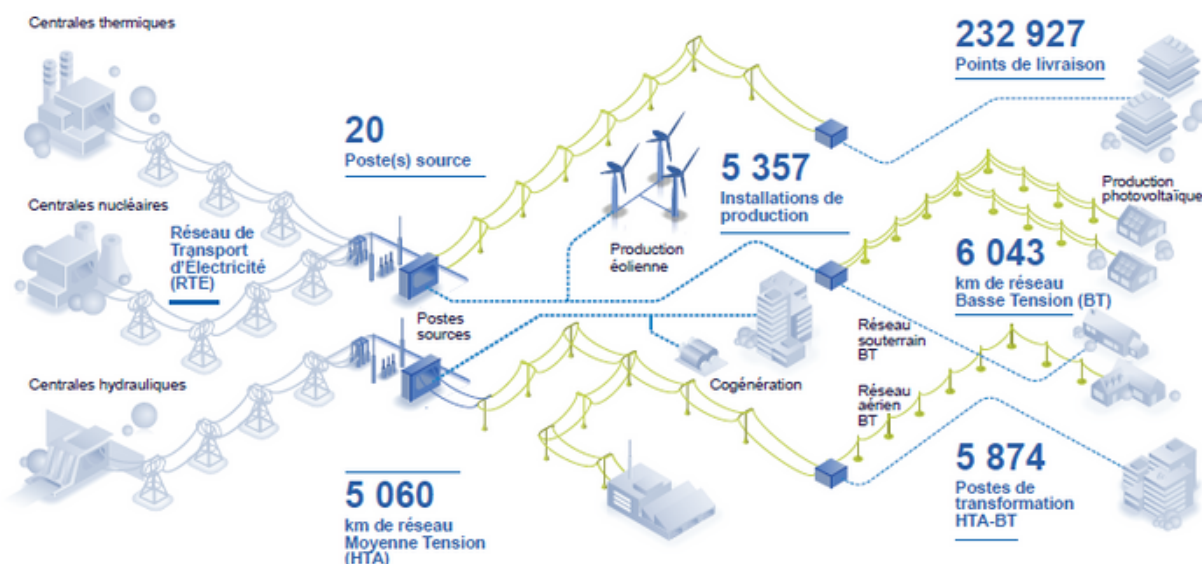 Centrales thermiques
232 927
Points de livraison
20
Poste(s) source
5 357
Installations de
production
Production
photovoltaïque
Centrales nucléaires
Réseau de
Transport
d'Électricité
(RTE)
Production
éolienne
6 043
km de réseau
Basse Tension (BT)
Postes
sources
Réseau
souterrain
BT
Centrales hydrauliques
Cogénération
Réseau
aérien
BT
5 060
km de réseau
Moyenne Tension
(HTA)
5 874
Postes de
transformation
HTA-BT